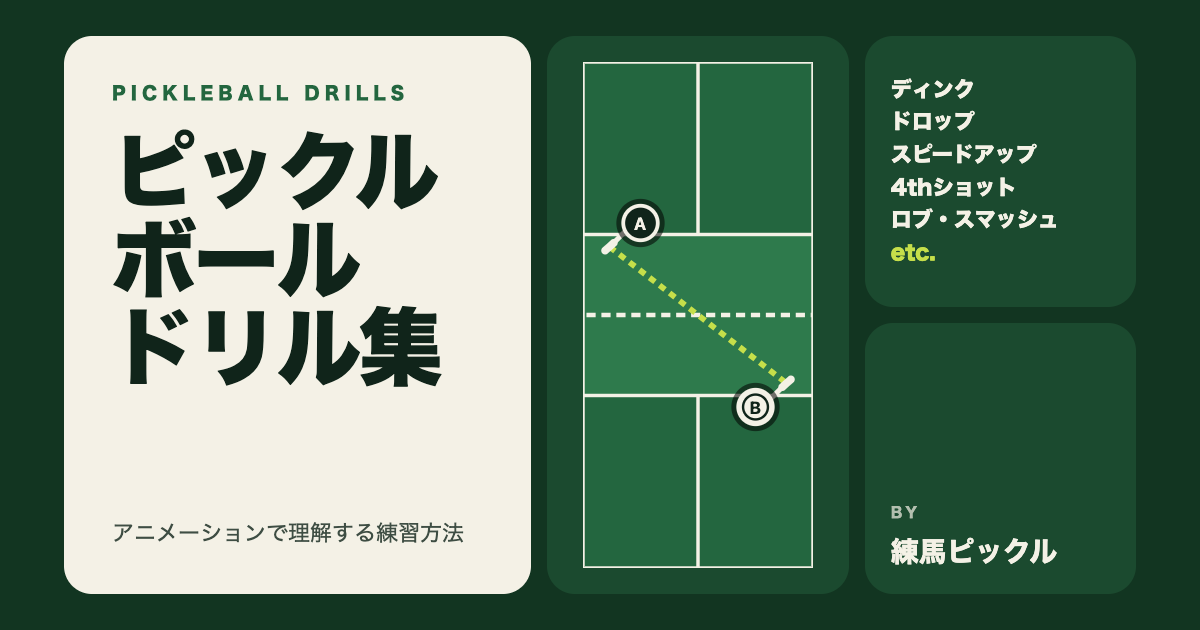 PICKLEBALL DRILLS
ピックル
ボール
ドリル集
アニメーションで理解する練習方法
A
B
ディンク
ドロップ
スピードアップ
4thショット
ロブ・スマッシュ
etc.
BY
練馬ピックル